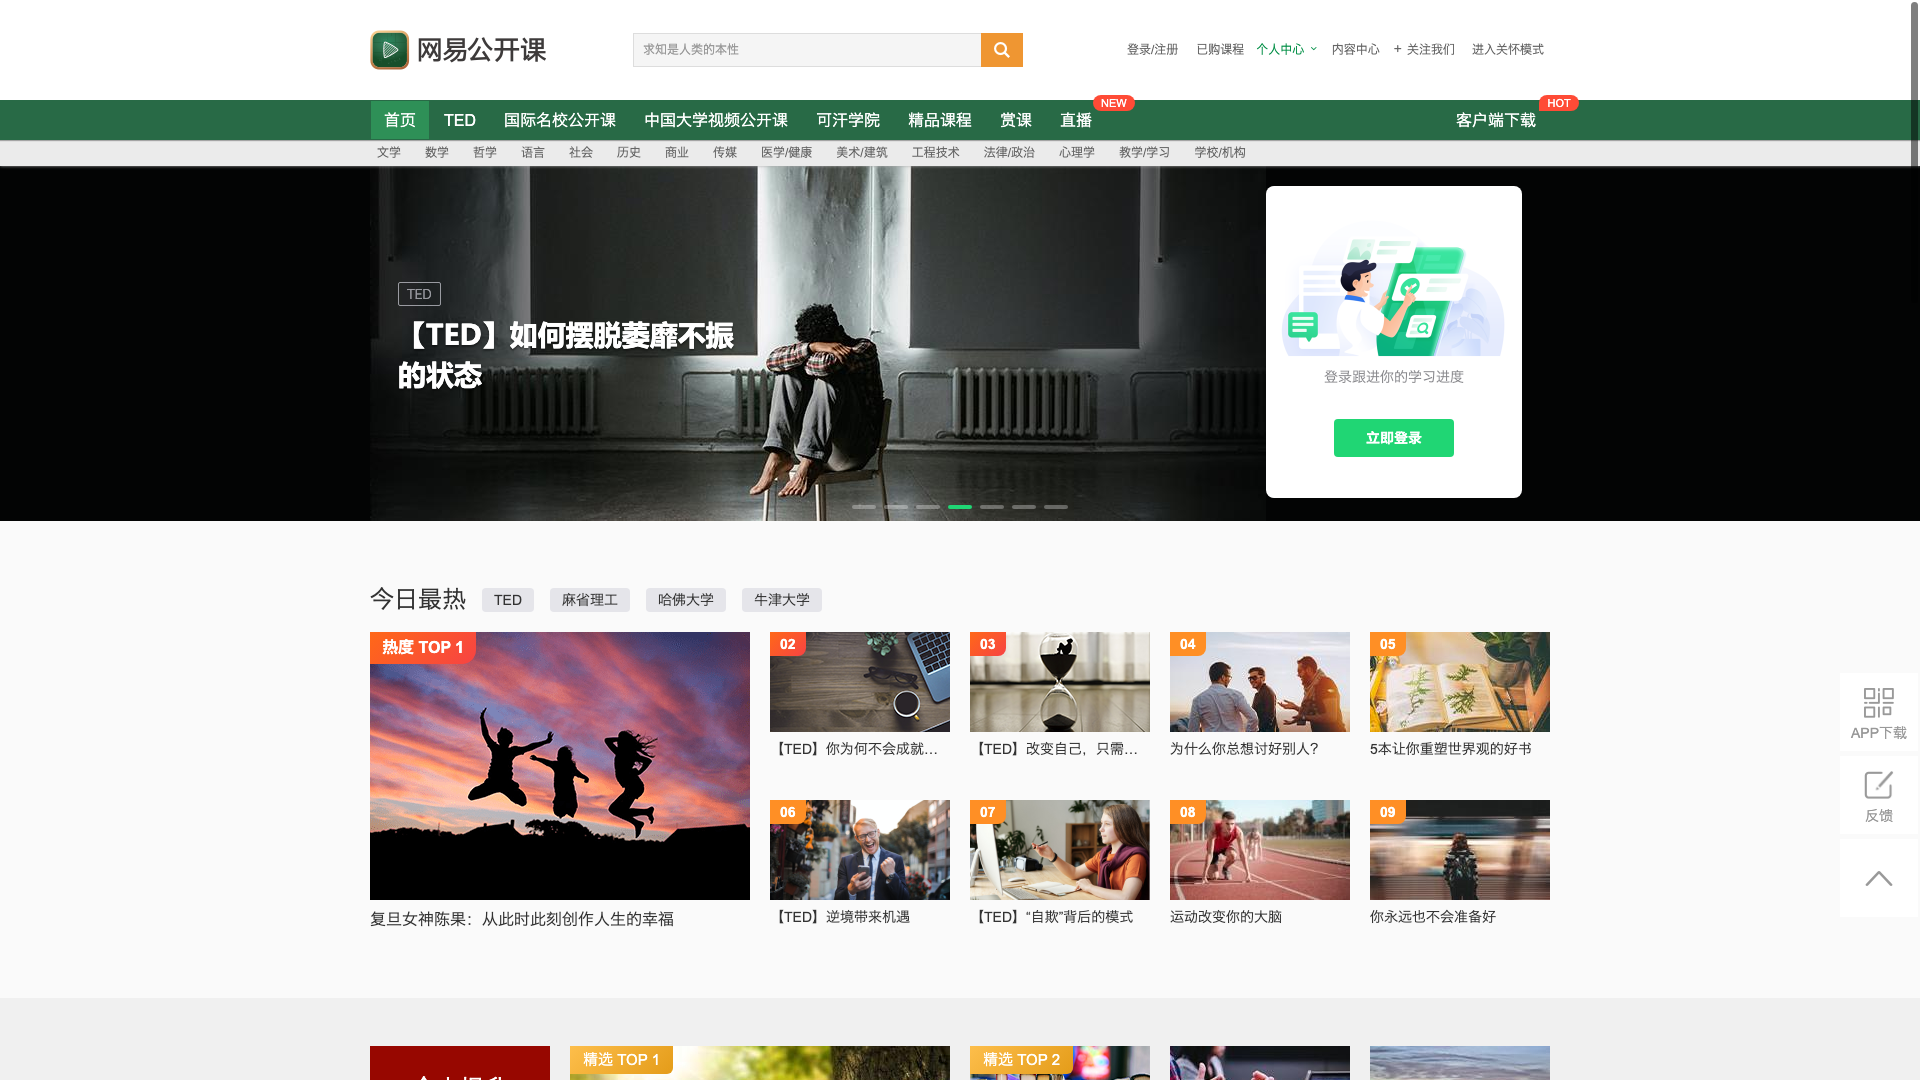 网易公开课
求知是人类的本性
登录/注册 已购课程 个人中心 内容中心 + 关注我们 进入关怀模式
首页 TED 国际名校公开课 中国大学视频公开课 可汗学院 精品课程 赏课 直播 NEW 客户端下载 HOT
文学 数学 哲学 语言 社会 历史 商业 传媒 医学/健康 美术/建筑 工程技术 法律/政治 心理学 教学/学习 学校/机构
TED
【TED】如何摆脱萎靡不振
的状态
登录跟进你的学习进度
立即登录
今日最热 TED 麻省理工 哈佛大学 牛津大学
热度 TOP 1
复旦女神陈果：从此时此刻创作人生的幸福
02
【TED】你为何不会成就…
03
【TED】改变自己，只需…
04
为什么你总想讨好别人？
05
5本让你重塑世界观的好书
06
【TED】逆境带来机遇
07
【TED】“自欺”背后的模式
08
运动改变你的大脑
09
你永远也不会准备好
APP下载
反馈
精选 TOP 1
精选 TOP 2